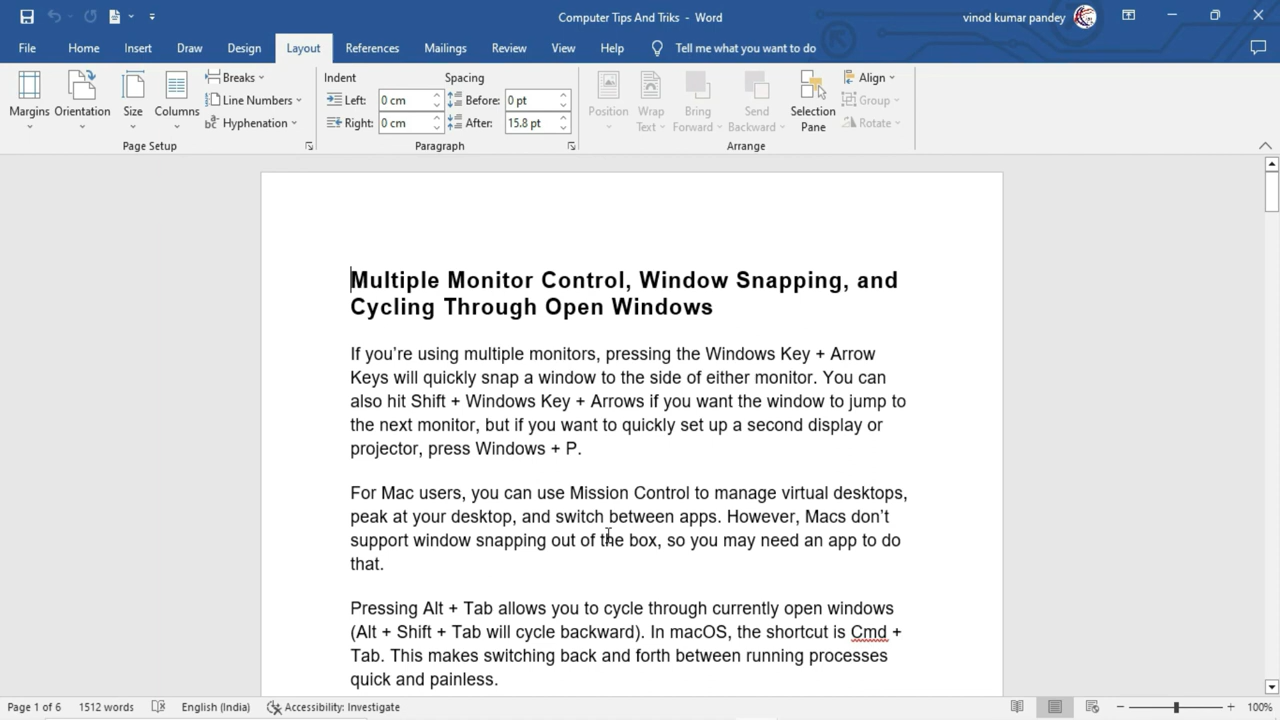 Computer Tips And Triks - Word
vinod kumar pandey
File Home Insert Draw Design Layout References Mailings Review View Help Tell me what you want to do
Margins
Orientation
Size
Columns
Breaks
Line Numbers
Hyphenation
Page Setup
Indent
Left: 0 cm
Right: 0 cm
Spacing
Before: 0 pt
After: 15.8 pt
Paragraph
Position
Wrap
Text
Bring
Forward
Send
Backward
Selection
Pane
Align
Group
Rotate
Arrange
Multiple Monitor Control, Window Snapping, and
Cycling Through Open Windows
If you’re using multiple monitors, pressing the Windows Key + Arrow
Keys will quickly snap a window to the side of either monitor. You can
also hit Shift + Windows Key + Arrows if you want the window to jump to
the next monitor, but if you want to quickly set up a second display or
projector, press Windows + P.
For Mac users, you can use Mission Control to manage virtual desktops,
peak at your desktop, and switch between apps. However, Macs don’t
support window snapping out of the box, so you may need an app to do
that.
Pressing Alt + Tab allows you to cycle through currently open windows
(Alt + Shift + Tab will cycle backward). In macOS, the shortcut is Cmd +
Tab. This makes switching back and forth between running processes
quick and painless.
Page 1 of 6 1512 words English (India) Accessibility: Investigate 100%